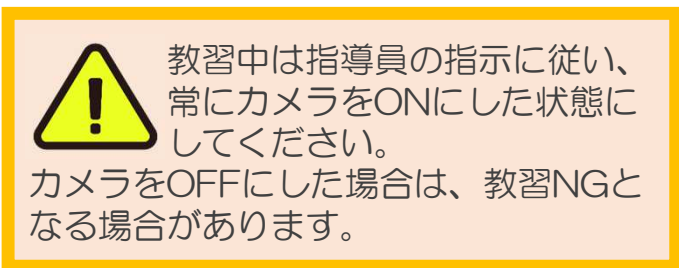 教習中は指導員の指示に従い、
常にカメラをONにした状態に
してください。
カメラをOFFにした場合は、教習NGと
なる場合があります。